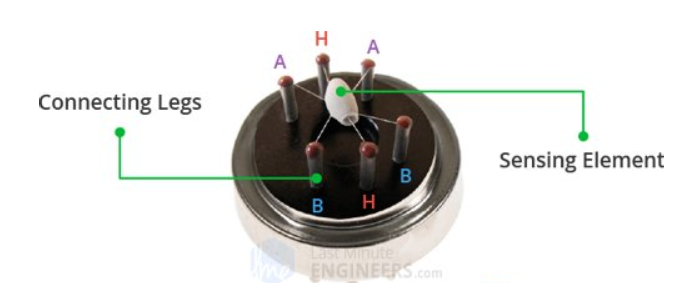 H
A
A
Connecting Legs
Sensing Element
B
B
H
Last Minute
ENGINEERS.com